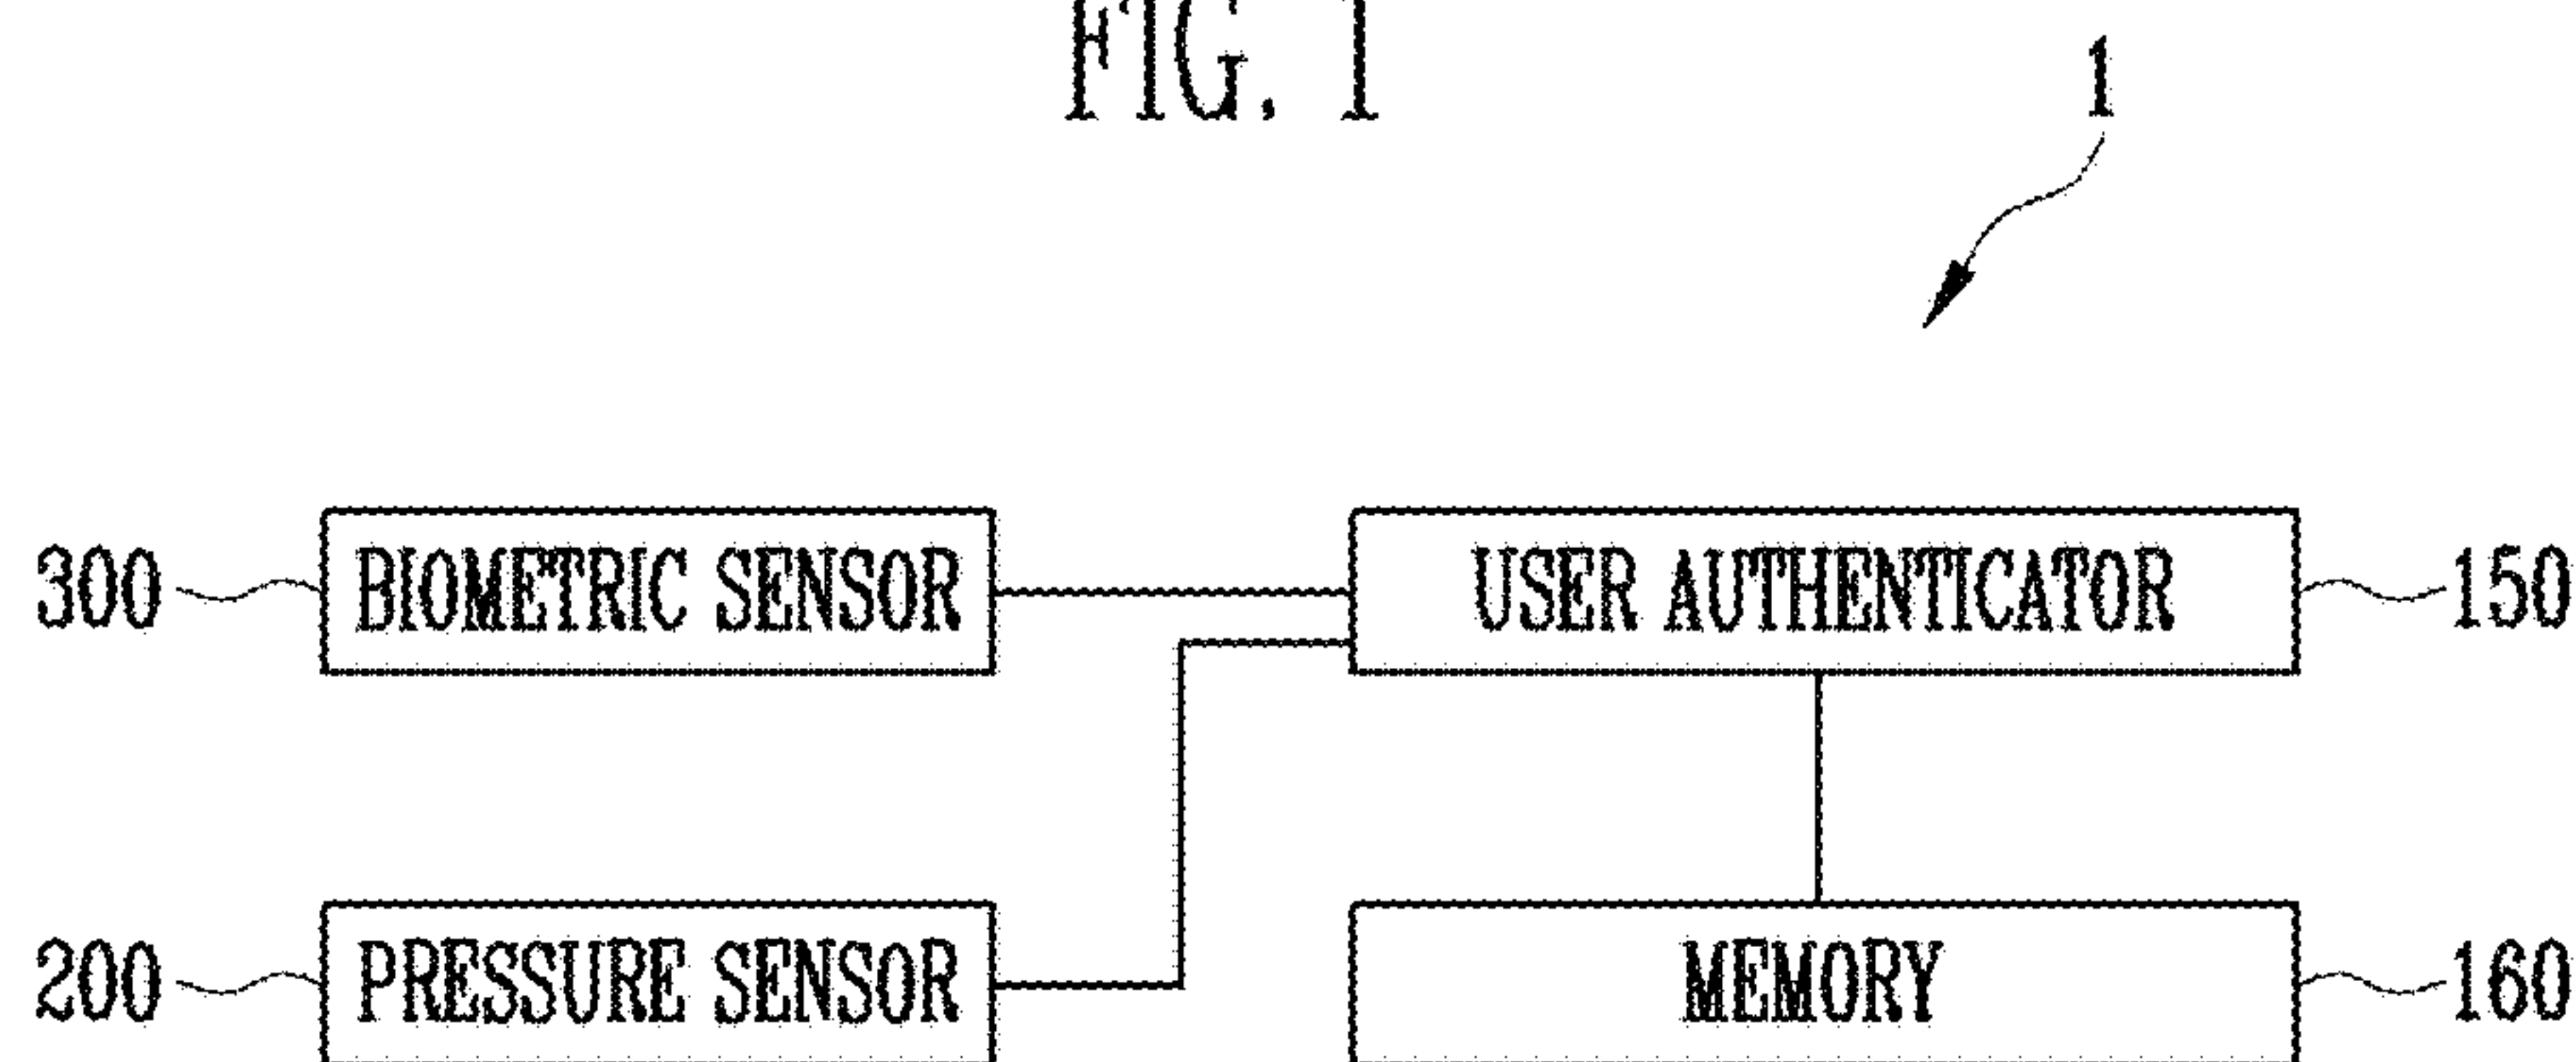 FIG. 1
1
300 BIOMETRIC SENSOR USER AUTHENTICATOR 150
200 PRESSURE SENSOR MEMORY 160